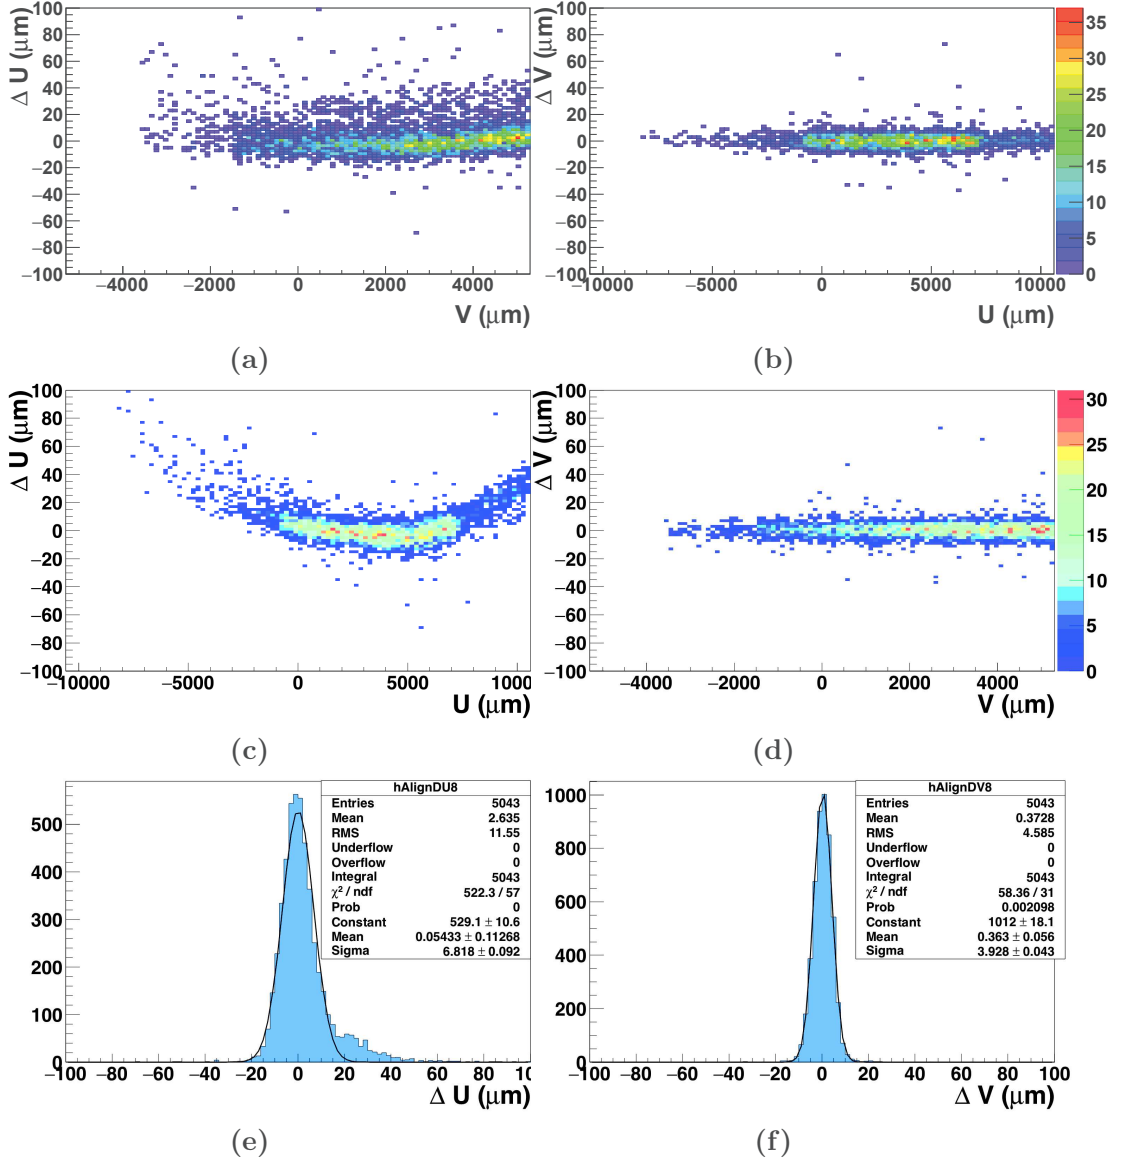 Δ U (μm)
100
80
60
40
20
0
−20
−40
−60
−80
−100
−4000 −2000 0 2000 4000
V (μm)
(a)
Δ V (μm)
100
80
60
40
20
0
−20
−40
−60
−80
−100
−10000 −5000 0 5000 10000
U (μm)
35
30
25
20
15
10
5
0
(b)
Δ U (μm)
100
80
60
40
20
0
−20
−40
−60
−80
−100
−10000 −5000 0 5000 1000
U (μm)
(c)
Δ V (μm)
100
80
60
40
20
0
−20
−40
−60
−80
−100
−4000 −2000 0 2000 4000
V (μm)
30
25
20
15
10
5
0
(d)
500
400
300
200
100
0
−100 −80 −60 −40 −20 0 20 40 60 80 100
Δ U (μm)
hAlignDU8
Entries 5043
Mean 2.635
RMS 11.55
Underflow 0
Overflow 0
Integral 5043
χ² / ndf 522.3 / 57
Prob 0
Constant 529.1 ± 10.6
Mean 0.05433 ± 0.11268
Sigma 6.818 ± 0.092
(e)
1000
800
600
400
200
0
−100 −80 −60 −40 −20 0 20 40 60 80 100
Δ V (μm)
hAlignDV8
Entries 5043
Mean 0.3728
RMS 4.585
Underflow 0
Overflow 0
Integral 5043
χ² / ndf 58.36 / 31
Prob 0.002098
Constant 1012 ± 18.1
Mean 0.363 ± 0.056
Sigma 3.928 ± 0.043
(f)